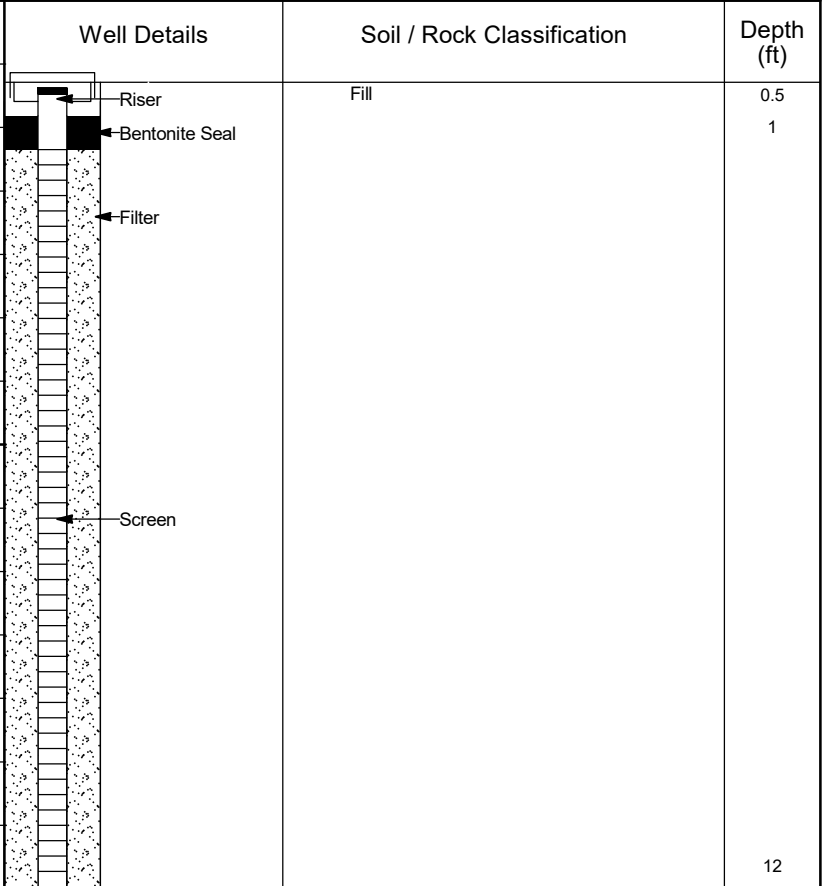 Well Details
Soil / Rock Classification
Depth
(ft)
Riser
Fill
0.5
Bentonite Seal
1
Filter
Screen
12